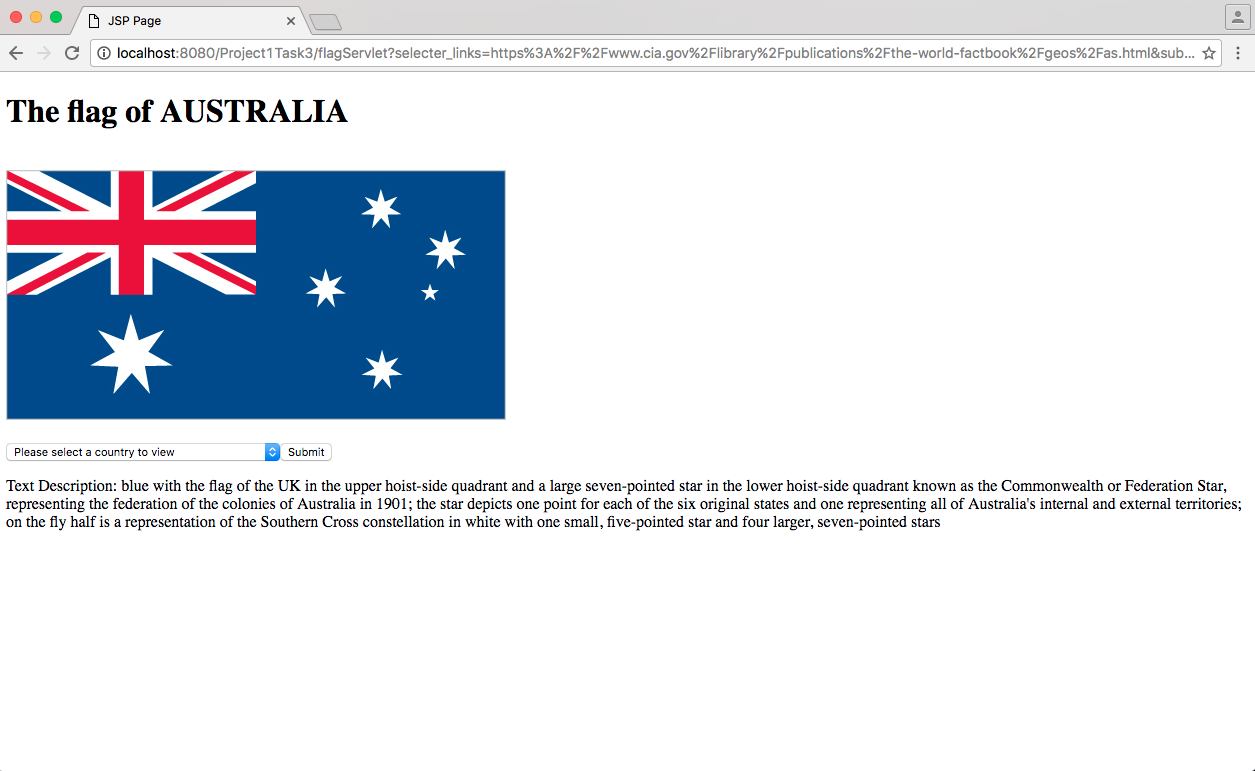 JSP Page
localhost:8080/Project1Task3/flagServlet?selecter_links=https%3A%2F%2Fwww.cia.gov%2Flibrary%2Fpublications%2Fthe-world-factbook%2Fgeos%2Fas.html&sub...
The flag of AUSTRALIA
Please select a country to view Submit
Text Description: blue with the flag of the UK in the upper hoist-side quadrant and a large seven-pointed star in the lower hoist-side quadrant known as the Commonwealth or Federation Star,
representing the federation of the colonies of Australia in 1901; the star depicts one point for each of the six original states and one representing all of Australia's internal and external territories;
on the fly half is a representation of the Southern Cross constellation in white with one small, five-pointed star and four larger, seven-pointed stars